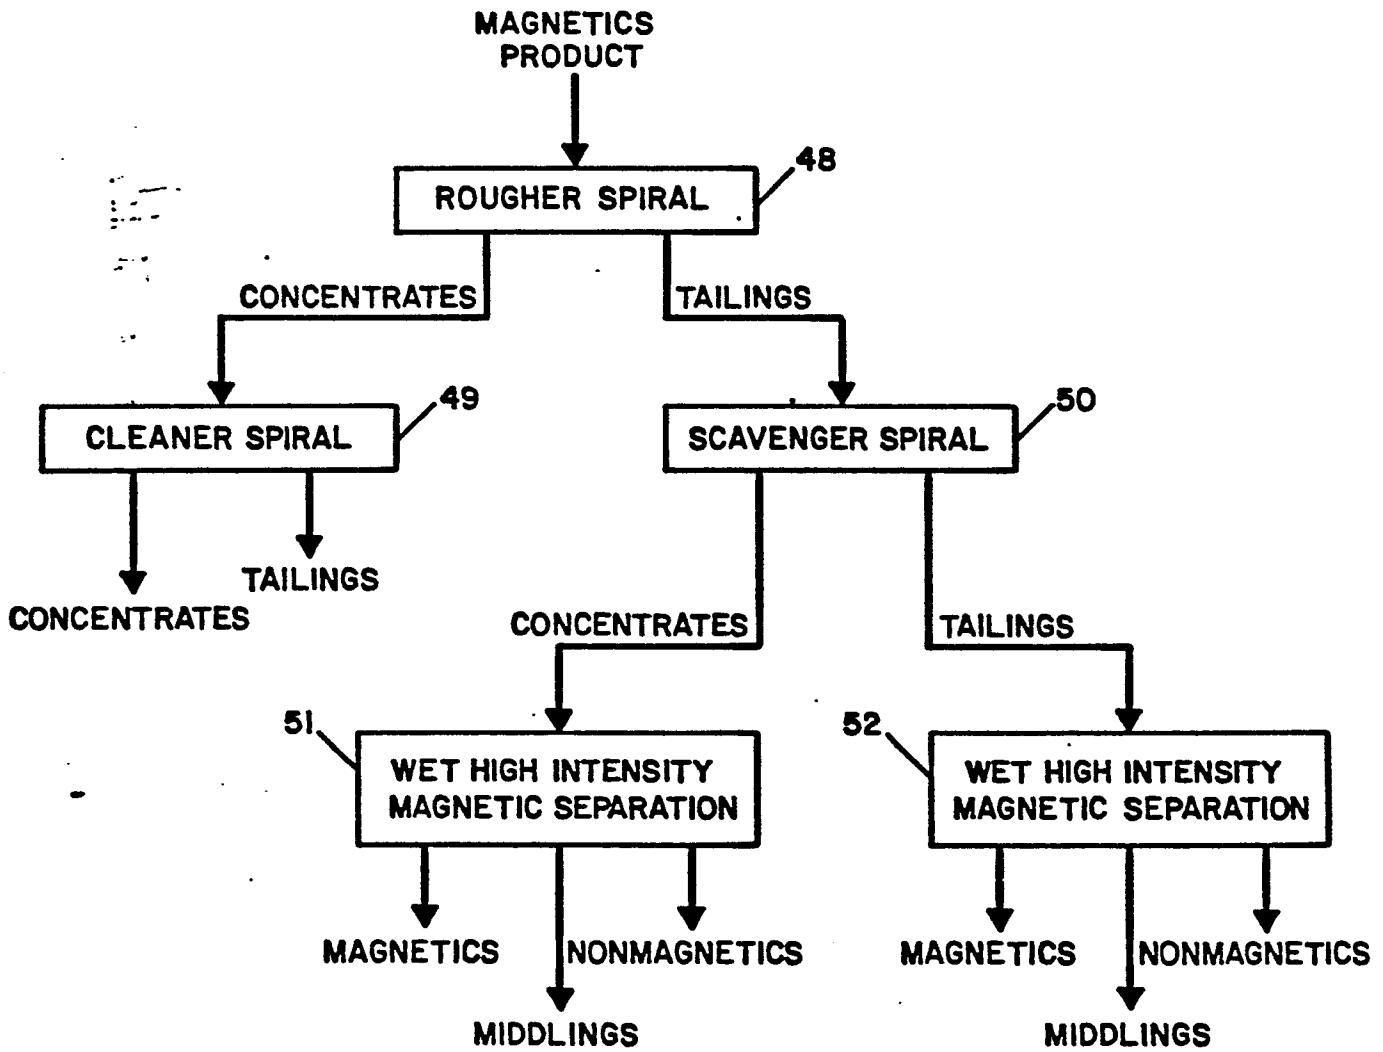 MAGNETICS
PRODUCT
48
ROUGHER SPIRAL
CONCENTRATES
TAILINGS
49
50
CLEANER SPIRAL
SCAVENGER SPIRAL
TAILINGS
CONCENTRATES
CONCENTRATES
TAILINGS
51
52
WET HIGH INTENSITY
MAGNETIC SEPARATION
WET HIGH INTENSITY
MAGNETIC SEPARATION
MAGNETICS
NONMAGNETICS
MAGNETICS
NONMAGNETICS
MIDDLINGS
MIDDLINGS